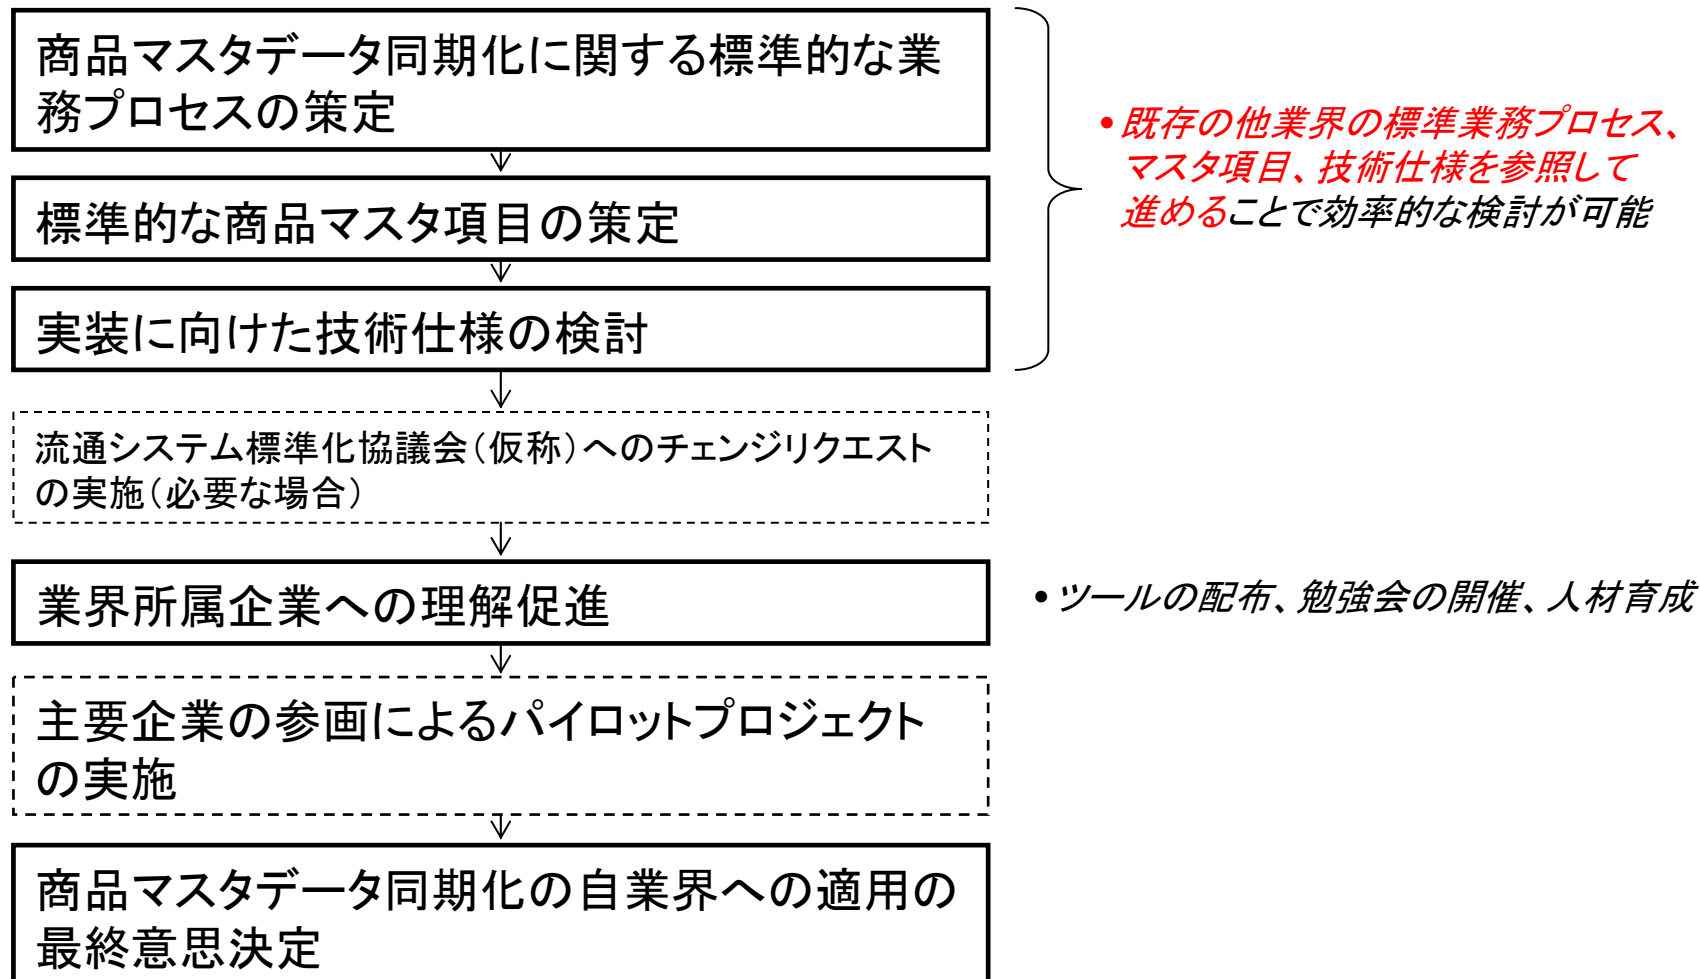 商品マスタデータ同期化に関する標準的な業
務プロセスの策定
標準的な商品マスタ項目の策定
実装に向けた技術仕様の検討
•既存の他業界の標準業務プロセス、
マスタ項目、技術仕様を参照して
進めることで効率的な検討が可能
流通システム標準化協議会(仮称)へのチェンジリクエスト
の実施(必要な場合)
業界所属企業への理解促進
•ツールの配布、勉強会の開催、人材育成
主要企業の参画によるパイロットプロジェクト
の実施
商品マスタデータ同期化の自業界への適用の
最終意思決定